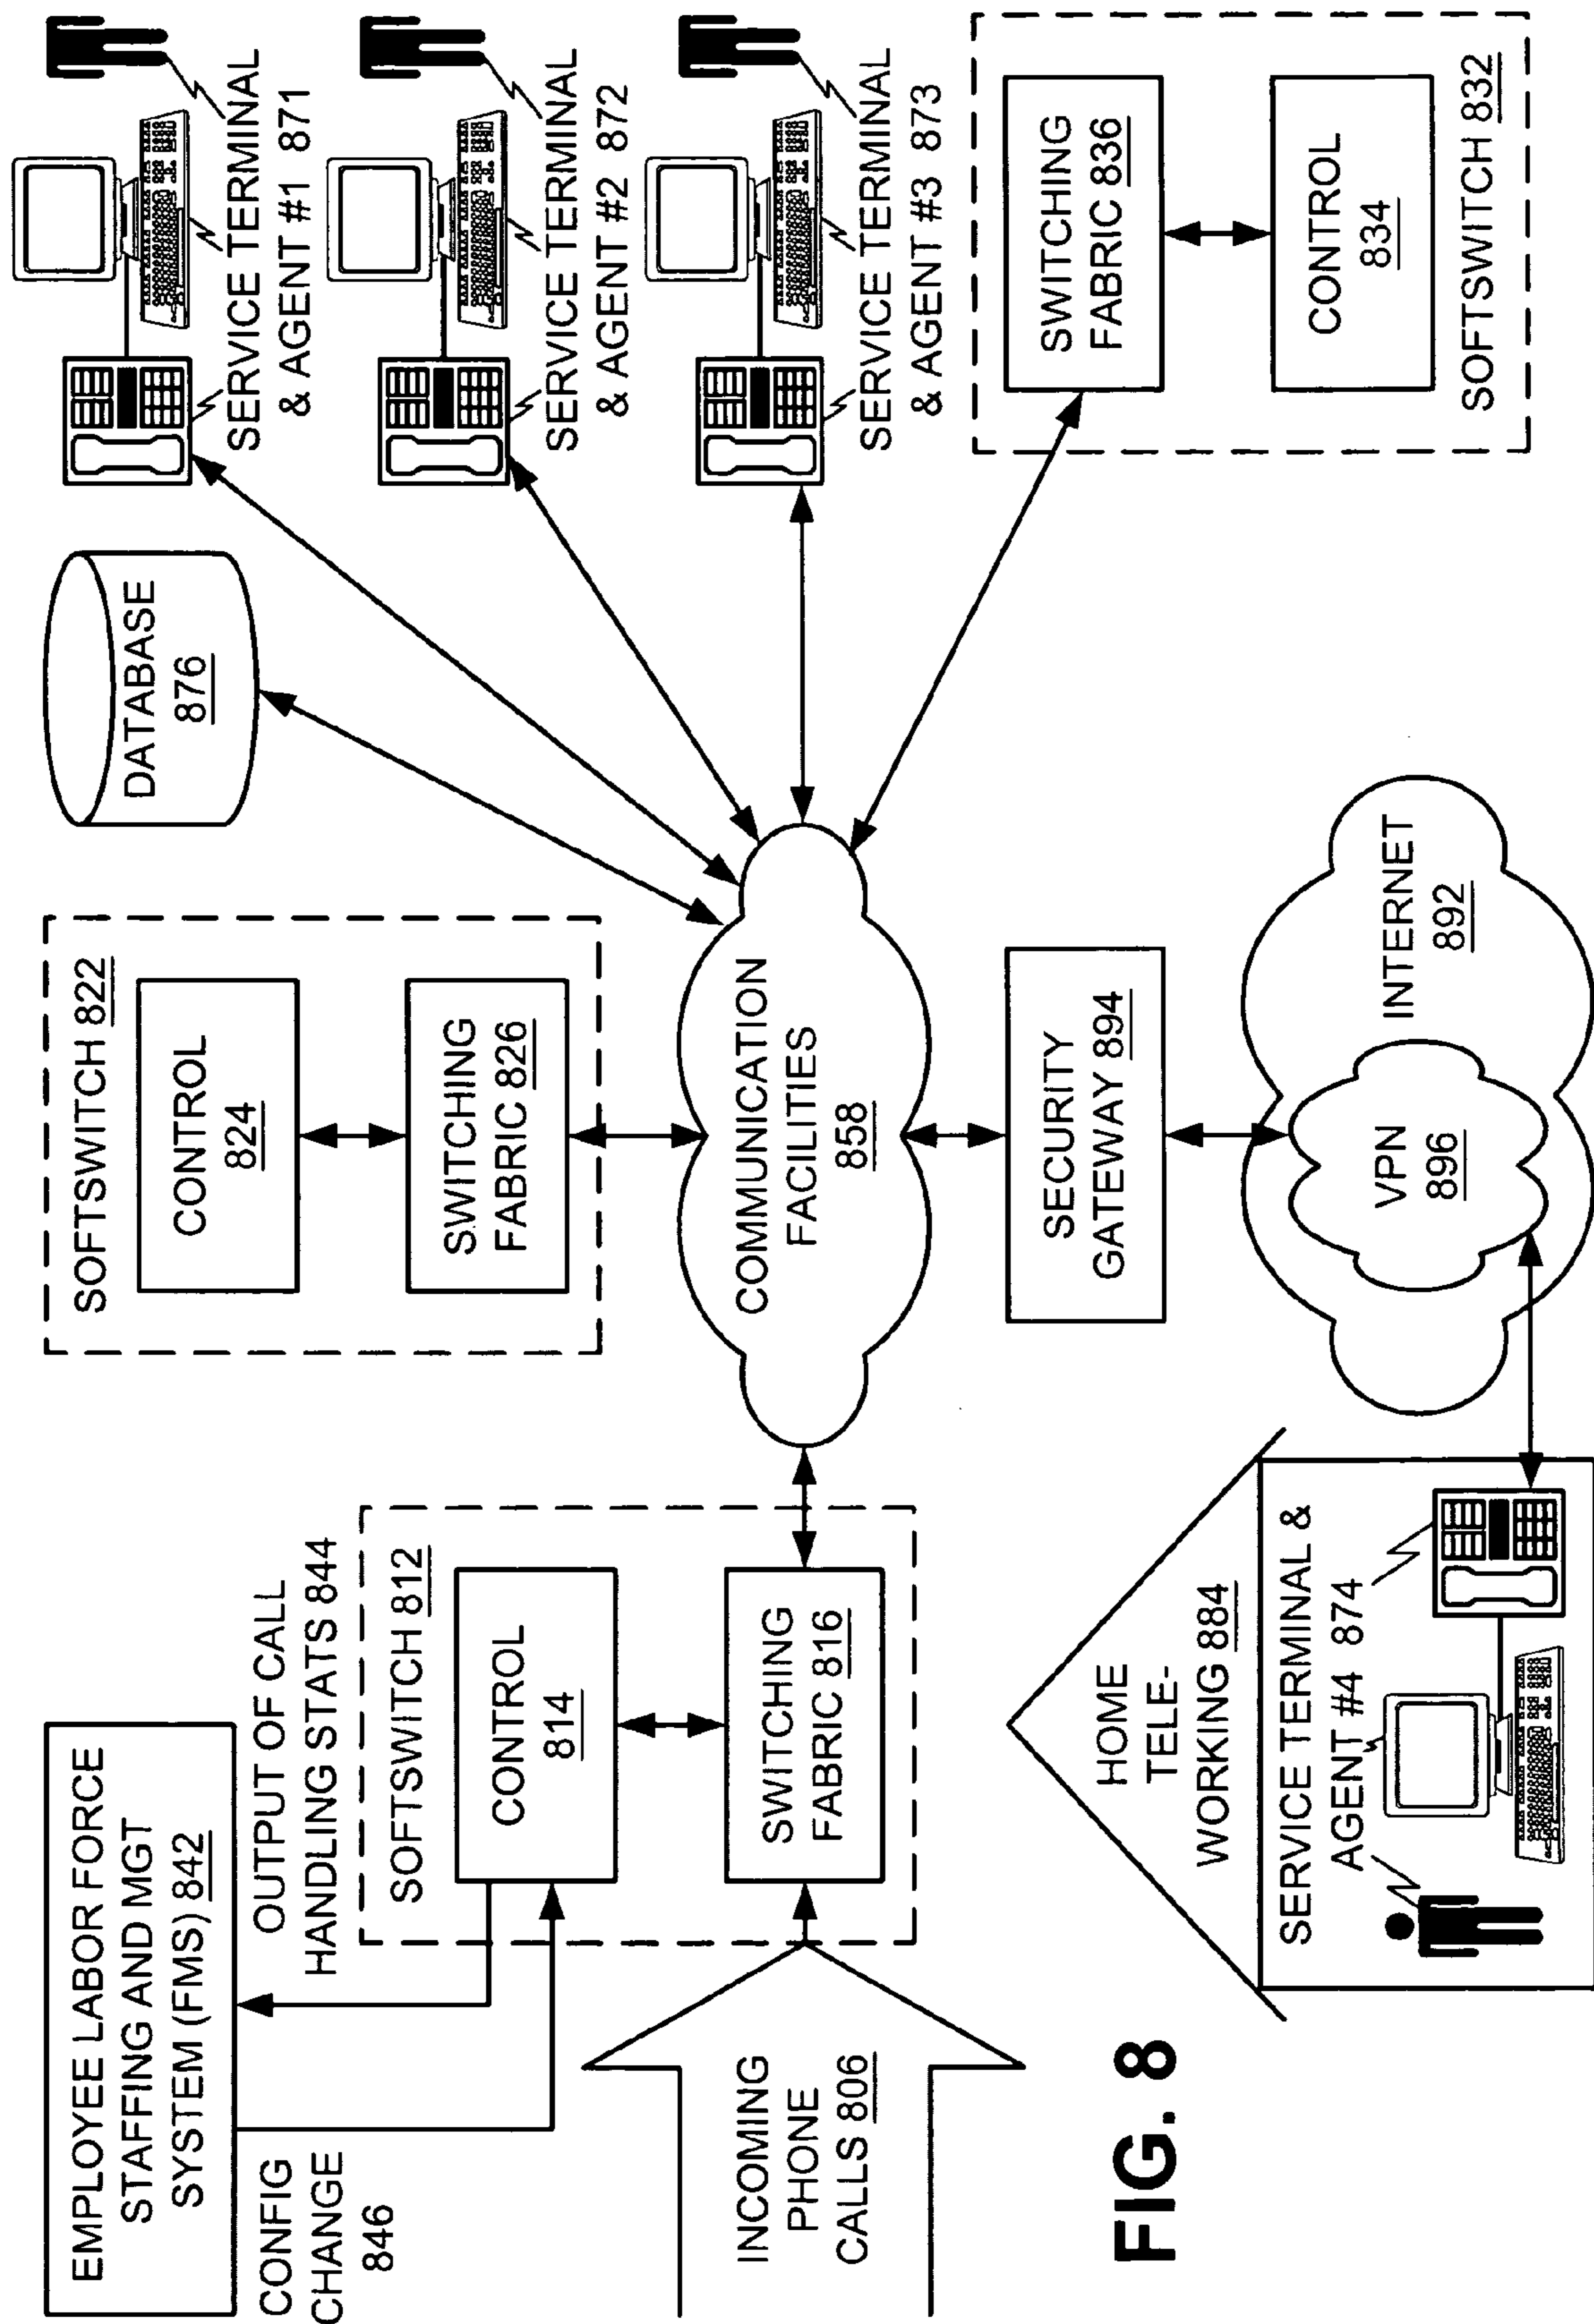 EMPLOYEE LABOR FORCE
STAFFING AND MGT
SYSTEM (FMS) 842
CONFIG
CHANGE
846
OUTPUT OF CALL
HANDLING STATS 844
SOFTSWITCH 812
CONTROL
814
SWITCHING
FABRIC 816
INCOMING
PHONE
CALLS 806
SOFTSWITCH 822
CONTROL
824
SWITCHING
FABRIC 826
DATABASE
876
COMMUNICATION
FACILITIES
858
SERVICE TERMINAL
& AGENT #1 871
SERVICE TERMINAL
& AGENT #2 872
SERVICE TERMINAL
& AGENT #3 873
SWITCHING
FABRIC 836
CONTROL
834
SOFTSWITCH 832
SECURITY
GATEWAY 894
INTERNET
892
VPN
896
HOME
TELE-
WORKING 884
SERVICE TERMINAL &
AGENT #4 874
FIG. 8